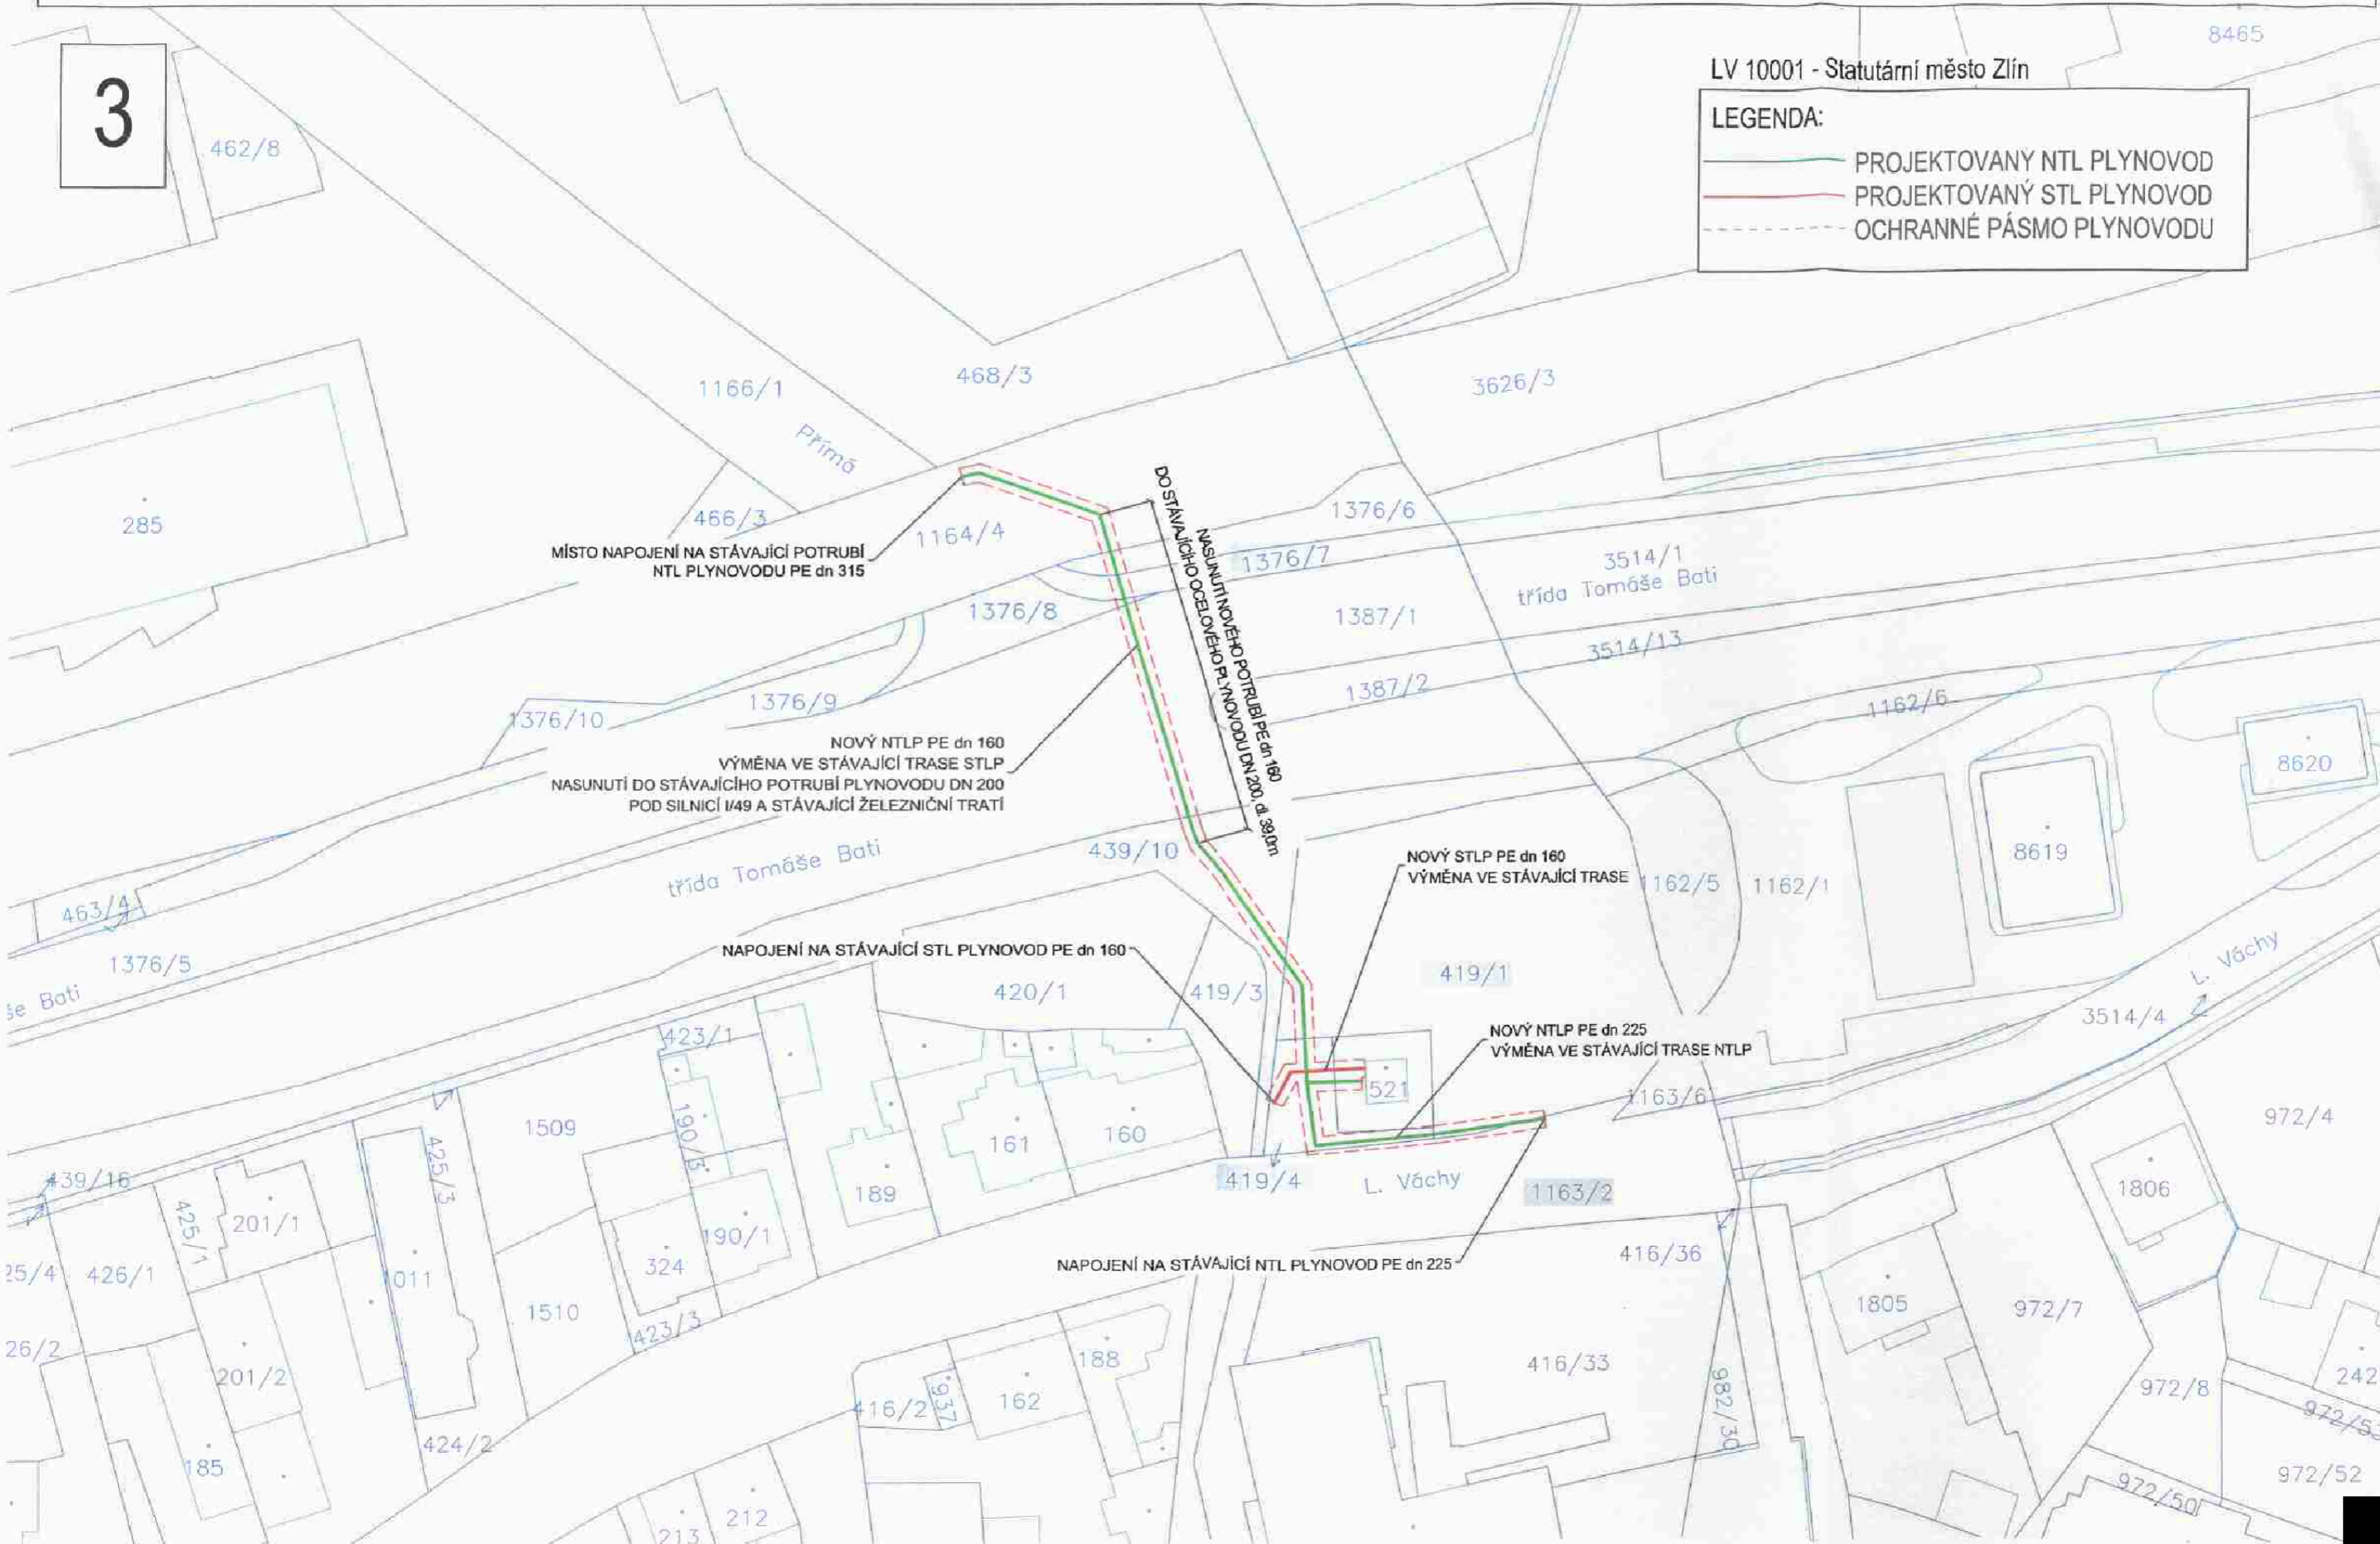 3
8465
LV 10001 - Statutární město Zlín
LEGENDA:
PROJEKTOVANÝ NTL PLYNOVOD
PROJEKTOVANÝ STL PLYNOVOD
OCHRANNÉ PÁSMO PLYNOVODU
462/8
1166/1
468/3
3626/3
Přímá
285
466/3
1164/4
1376/6
MÍSTO NAPOJENÍ NA STÁVAJÍCÍ POTRUBÍ
NTL PLYNOVODU PE dn 315
NASUNUTÍ NOVÉHO POTRUBÍ PE dn 160
DO STÁVAJÍCÍHO OCELOVÉHO PLYNOVODU DN 200, dl. 39,0m
1376/7
3514/1
třída Tomáše Bati
1376/8
1387/1
3514/13
1387/2
1376/9
1376/10
1162/6
NOVÝ NTLP PE dn 160
VÝMĚNA VE STÁVAJÍCÍ TRASE STLP
NASUNUTÍ DO STÁVAJÍCÍHO POTRUBÍ PLYNOVODU DN 200
POD SILNICÍ I/49 A STÁVAJÍCÍ ŽELEZNIČNÍ TRATÍ
8620
třída Tomáše Bati
439/10
8619
NOVÝ STLP PE dn 160
VÝMĚNA VE STÁVAJÍCÍ TRASE
1162/5
1162/1
463/4
NAPOJENÍ NA STÁVAJÍCÍ STL PLYNOVOD PE dn 160
1376/5
še Bati
420/1
419/3
419/1
L. Váchy
3514/4
423/1
NOVÝ NTLP PE dn 225
VÝMĚNA VE STÁVAJÍCÍ TRASE NTLP
521
1163/6
1509
190/3
425/3
161
160
972/4
439/16
189
419/4
L. Váchy
1163/2
1806
425/1
201/1
190/1
324
416/36
25/4
426/1
1011
NAPOJENÍ NA STÁVAJÍCÍ NTL PLYNOVOD PE dn 225
1510
1805
972/7
423/3
26/2
201/2
188
416/33
242
937
162
416/2
982/30
972/8
972/53
424/2
185
972/52
972/50
212
213